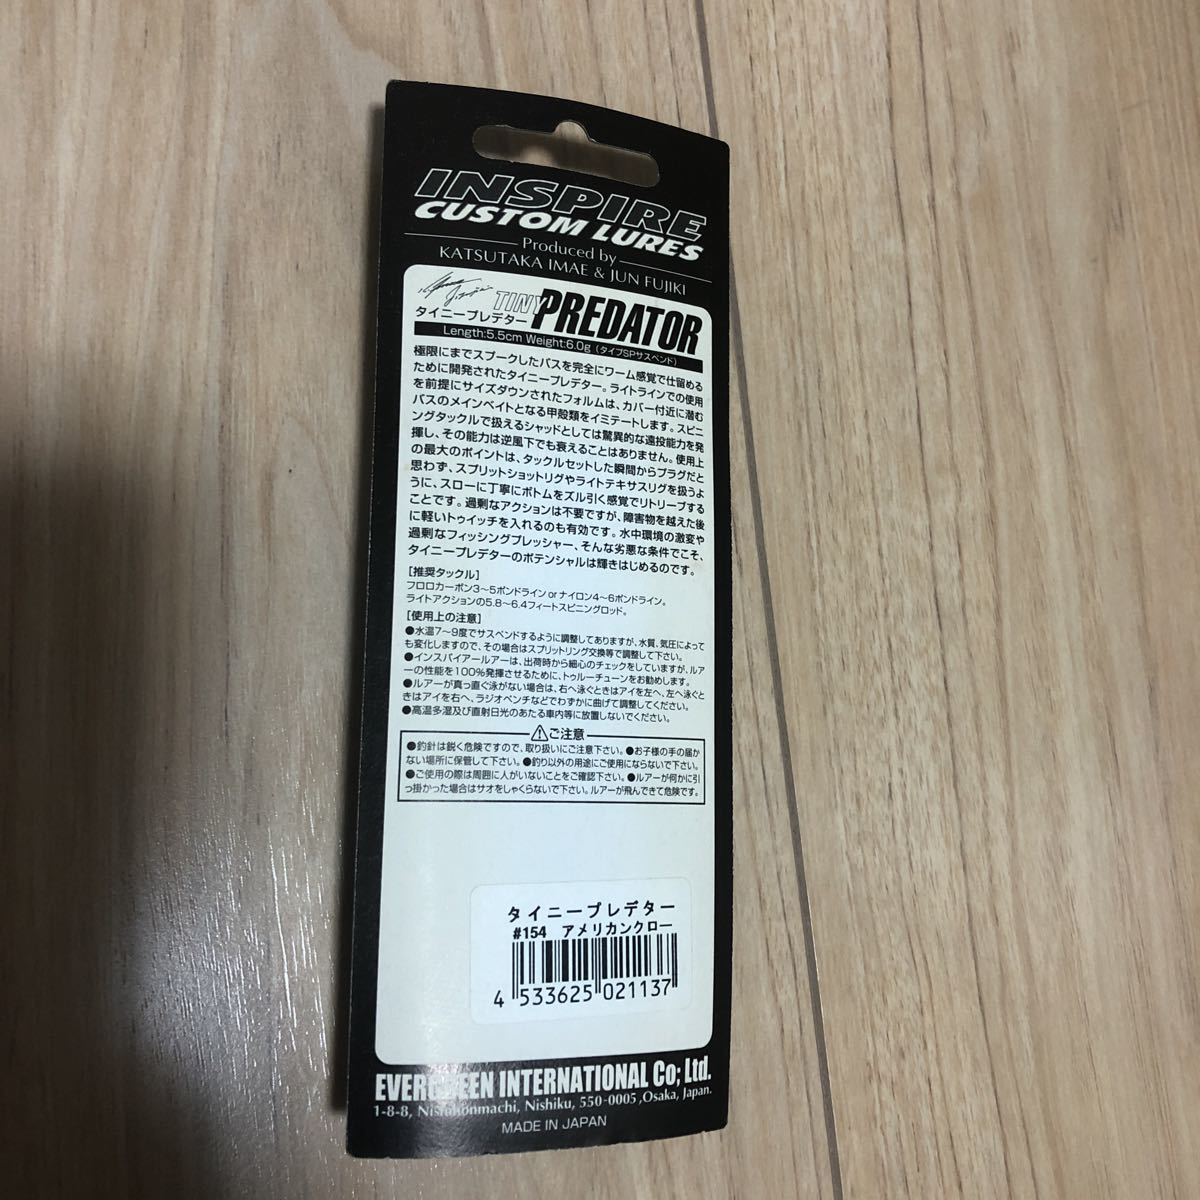 INSPIRE
CUSTOM LURES
Produced by
KATSUTAKA IMAE & JUN FUJIKI
TINY PREDATOR
タイニープレデター
Length:5.5cm Weight:6.0g (タイプSPサスペンド)
極限にまでスプークしたバスを完全にワーム感覚で仕留める
ために開発されたタイニープレデター。ライトラインでの使用
を前提にサイズダウンされたフォルムは、カバー付近に潜む
バスのメインベイトとなる甲殻類をイミテートします。スピニ
ングタックルで扱えるシャッドとしては驚異的な遠投能力を発
揮し、その能力は逆風下でも衰えることはありません。使用上
の最大のポイントは、タックルセットした瞬間からプラグだと
思わず、スプリットショットリグやライトテキサスリグを扱うよ
うに、スローに丁寧にボトムをズル引く感覚でリトリーブする
ことです。過剰なアクションは不要ですが、障害物を越えた後
に軽いトゥイッチを入れるのも有効です。水中環境の激変や
過剰なフィッシングプレッシャー、そんな劣悪な条件でこそ、
タイニープレデターのポテンシャルは輝きはじめるのです。
【推奨タックル】
フロロカーボン3〜5ポンドライン or ナイロン4〜6ポンドライン。
ライトアクションの5.8〜6.4フィートスピニングロッド。
【使用上の注意】
●水温7〜9度でサスペンドするように調整してありますが、水質、気圧によって
も変化しますので、その場合はスプリットリング交換等で調整して下さい。
●インスパイアールアーは、出荷時から細心のチェックをしていますが、ルア
ーの性能を100%発揮させるために、トゥルーチューンをお勧めします。
●ルアーが真っ直ぐ泳がない場合は、右へ泳ぐときはアイを左へ、左へ泳ぐと
きはアイを右へ、ラジオペンチなどでわずかに曲げて調整してください。
●高温多湿及び直射日光のあたる車内等に放置しないでください。
⚠ご注意
●釣針は鋭く危険ですので、取り扱いにご注意下さい。●お子様の手の届か
ない場所に保管して下さい。●釣り以外の用途にご使用にならないで下さい。
●ご使用の際は周囲に人がいないことをご確認下さい。●ルアーが何かに引
っ掛かった場合はサオをしゃくらないで下さい。ルアーが飛んできて危険です。
タイニープレデター
#154 アメリカンクロー
4 533625 021137
EVERGREEN INTERNATIONAL Co; Ltd.
1-8-8, Nishihonmachi, Nishiku, 550-0005 ,Osaka, Japan.
MADE IN JAPAN